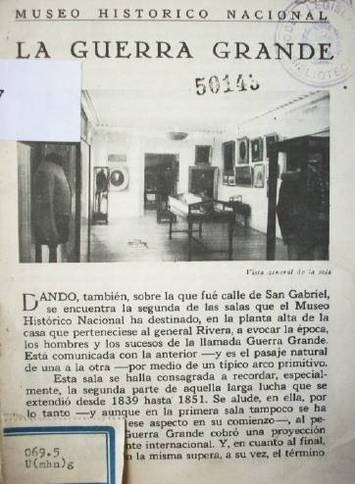 MUSEO HISTORICO NACIONAL
LA GUERRA GRANDE
50143
Vista general de la sala
DANDO, también, sobre la que fué calle de San Gabriel,
se encuentra la segunda de las salas que el Museo
Histórico Nacional ha destinado, en la planta alta de la
casa que perteneciese al general Rivera, a evocar la época,
los hombres y los sucesos de la llamada Guerra Grande.
Está comunicada con la anterior —y es el pasaje natural
de una a la otra —por medio de un típico arco primitivo.
Esta sala se halla consagrada a recordar, especial-
mente, la segunda parte de aquella larga lucha que se
extendió desde 1839 hasta 1851. Se alude, en ella, por
lo tanto — y aunque en la primera sala tampoco se ha
ese aspecto en su comienzo—, al pe-
Guerra Grande cobró una proyección
nte internacional. Y, en cuanto al final,
n la misma supera, a su vez, el término
069.5
U(mhn)g